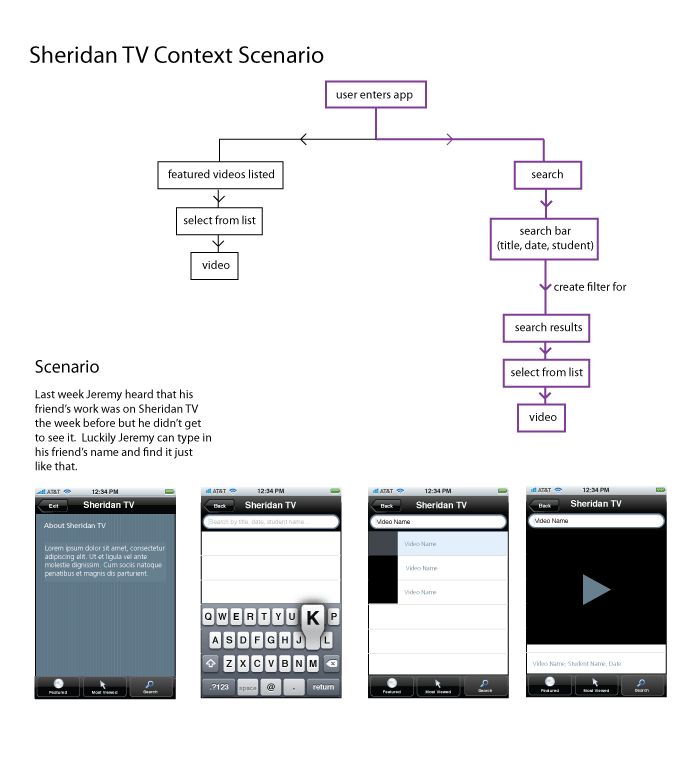 Sheridan TV Context Scenario
user enters app
featured videos listed
select from list
video
search
search bar
(title, date, student)
create filter for
search results
select from list
video
Scenario
Last week Jeremy heard that his
friend's work was on Sheridan TV
the week before but he didn't get
to see it. Luckily Jeremy can type in
his friend's name and find it just
like that.
AT&T 12:34 PM
Exit Sheridan TV
About Sheridan TV
Lorem ipsum dolor sit amet, consectetur
adipiscing elit. Ut et ligula vel ante
molestie dignissim. Cum sociis natoque
penatibus et magnis dis parturient.
Featured Most Viewed Search
AT&T 12:34 PM
Back Sheridan TV
Search by title, date, student name...
Q W E R T Y U K P
A S D F G H J L
Z X C V B N M
.?123 space @ . return
AT&T 12:34 PM
Back Sheridan TV
Video Name
Video Name
Video Name
Video Name
Featured Most Viewed Search
AT&T 12:34 PM
Back Sheridan TV
Video Name
Video Name, Student Name, Date
Featured Most Viewed Search